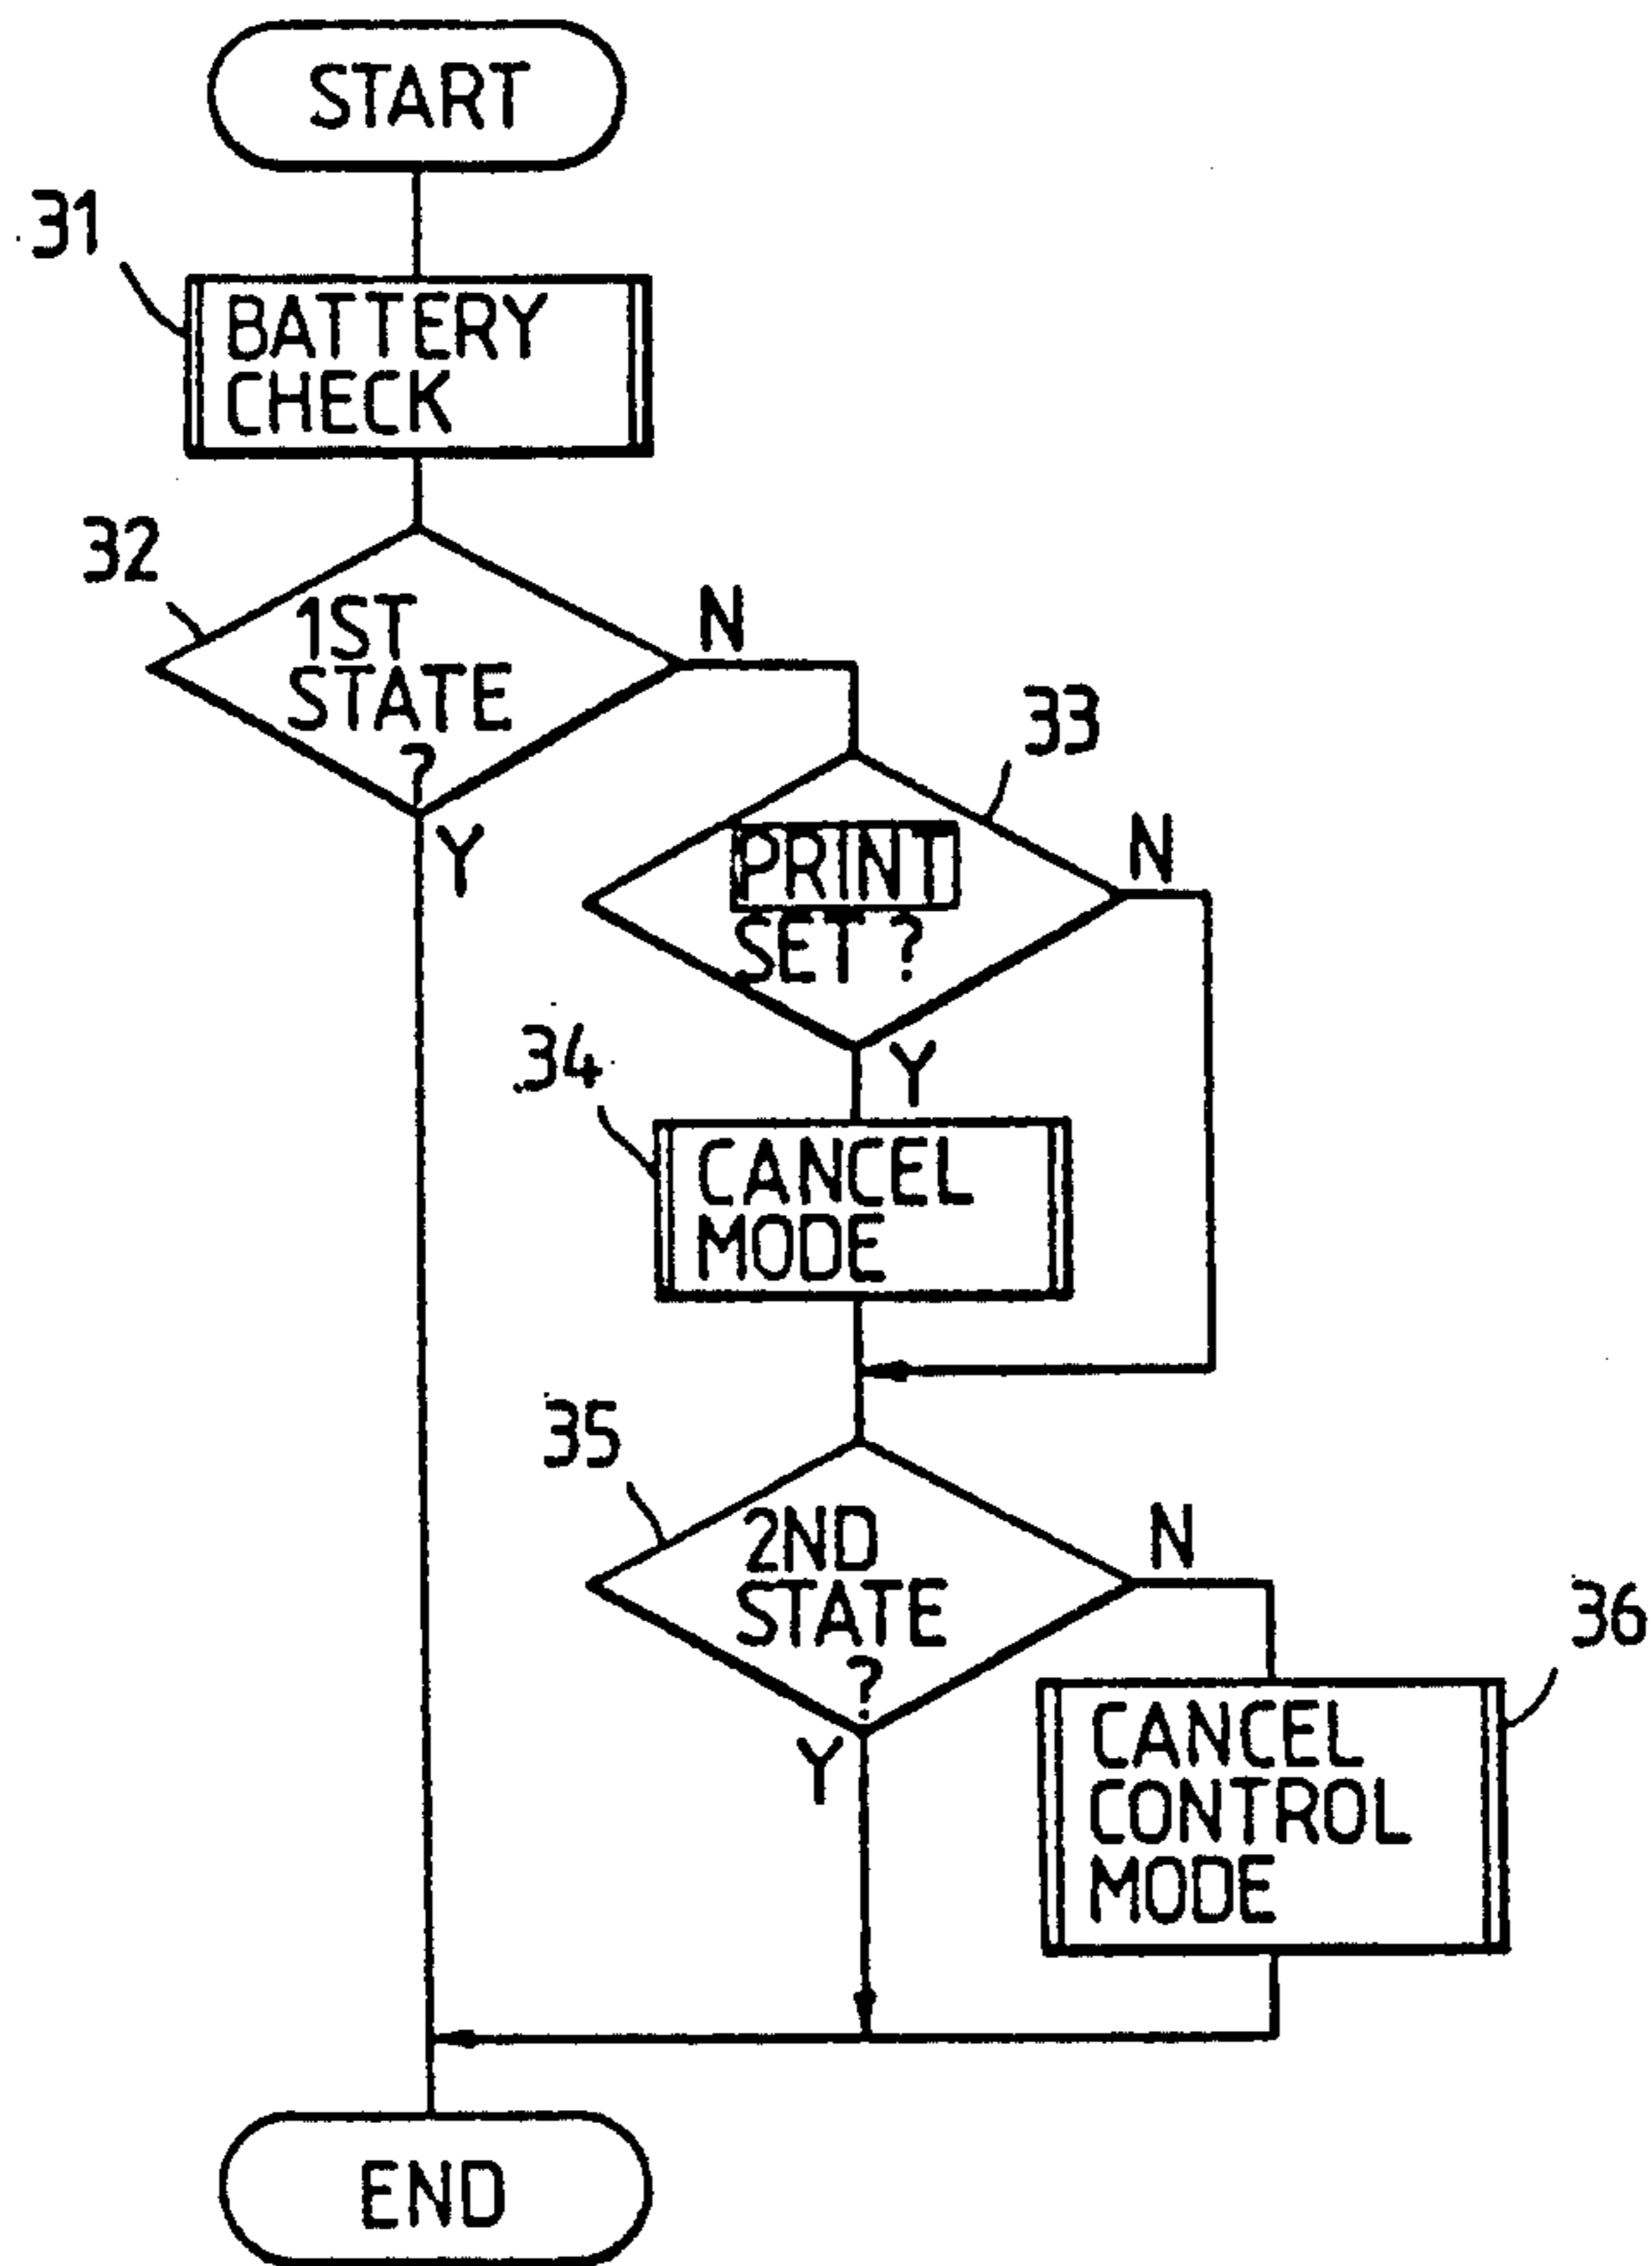 START
31
BATTERY
CHECK
32
1ST
STATE
?
N
Y
33
PRINT
SET ?
N
Y
34
CANCEL
MODE
35
2ND
STATE
?
N
Y
36
CANCEL
CONTROL
MODE
END